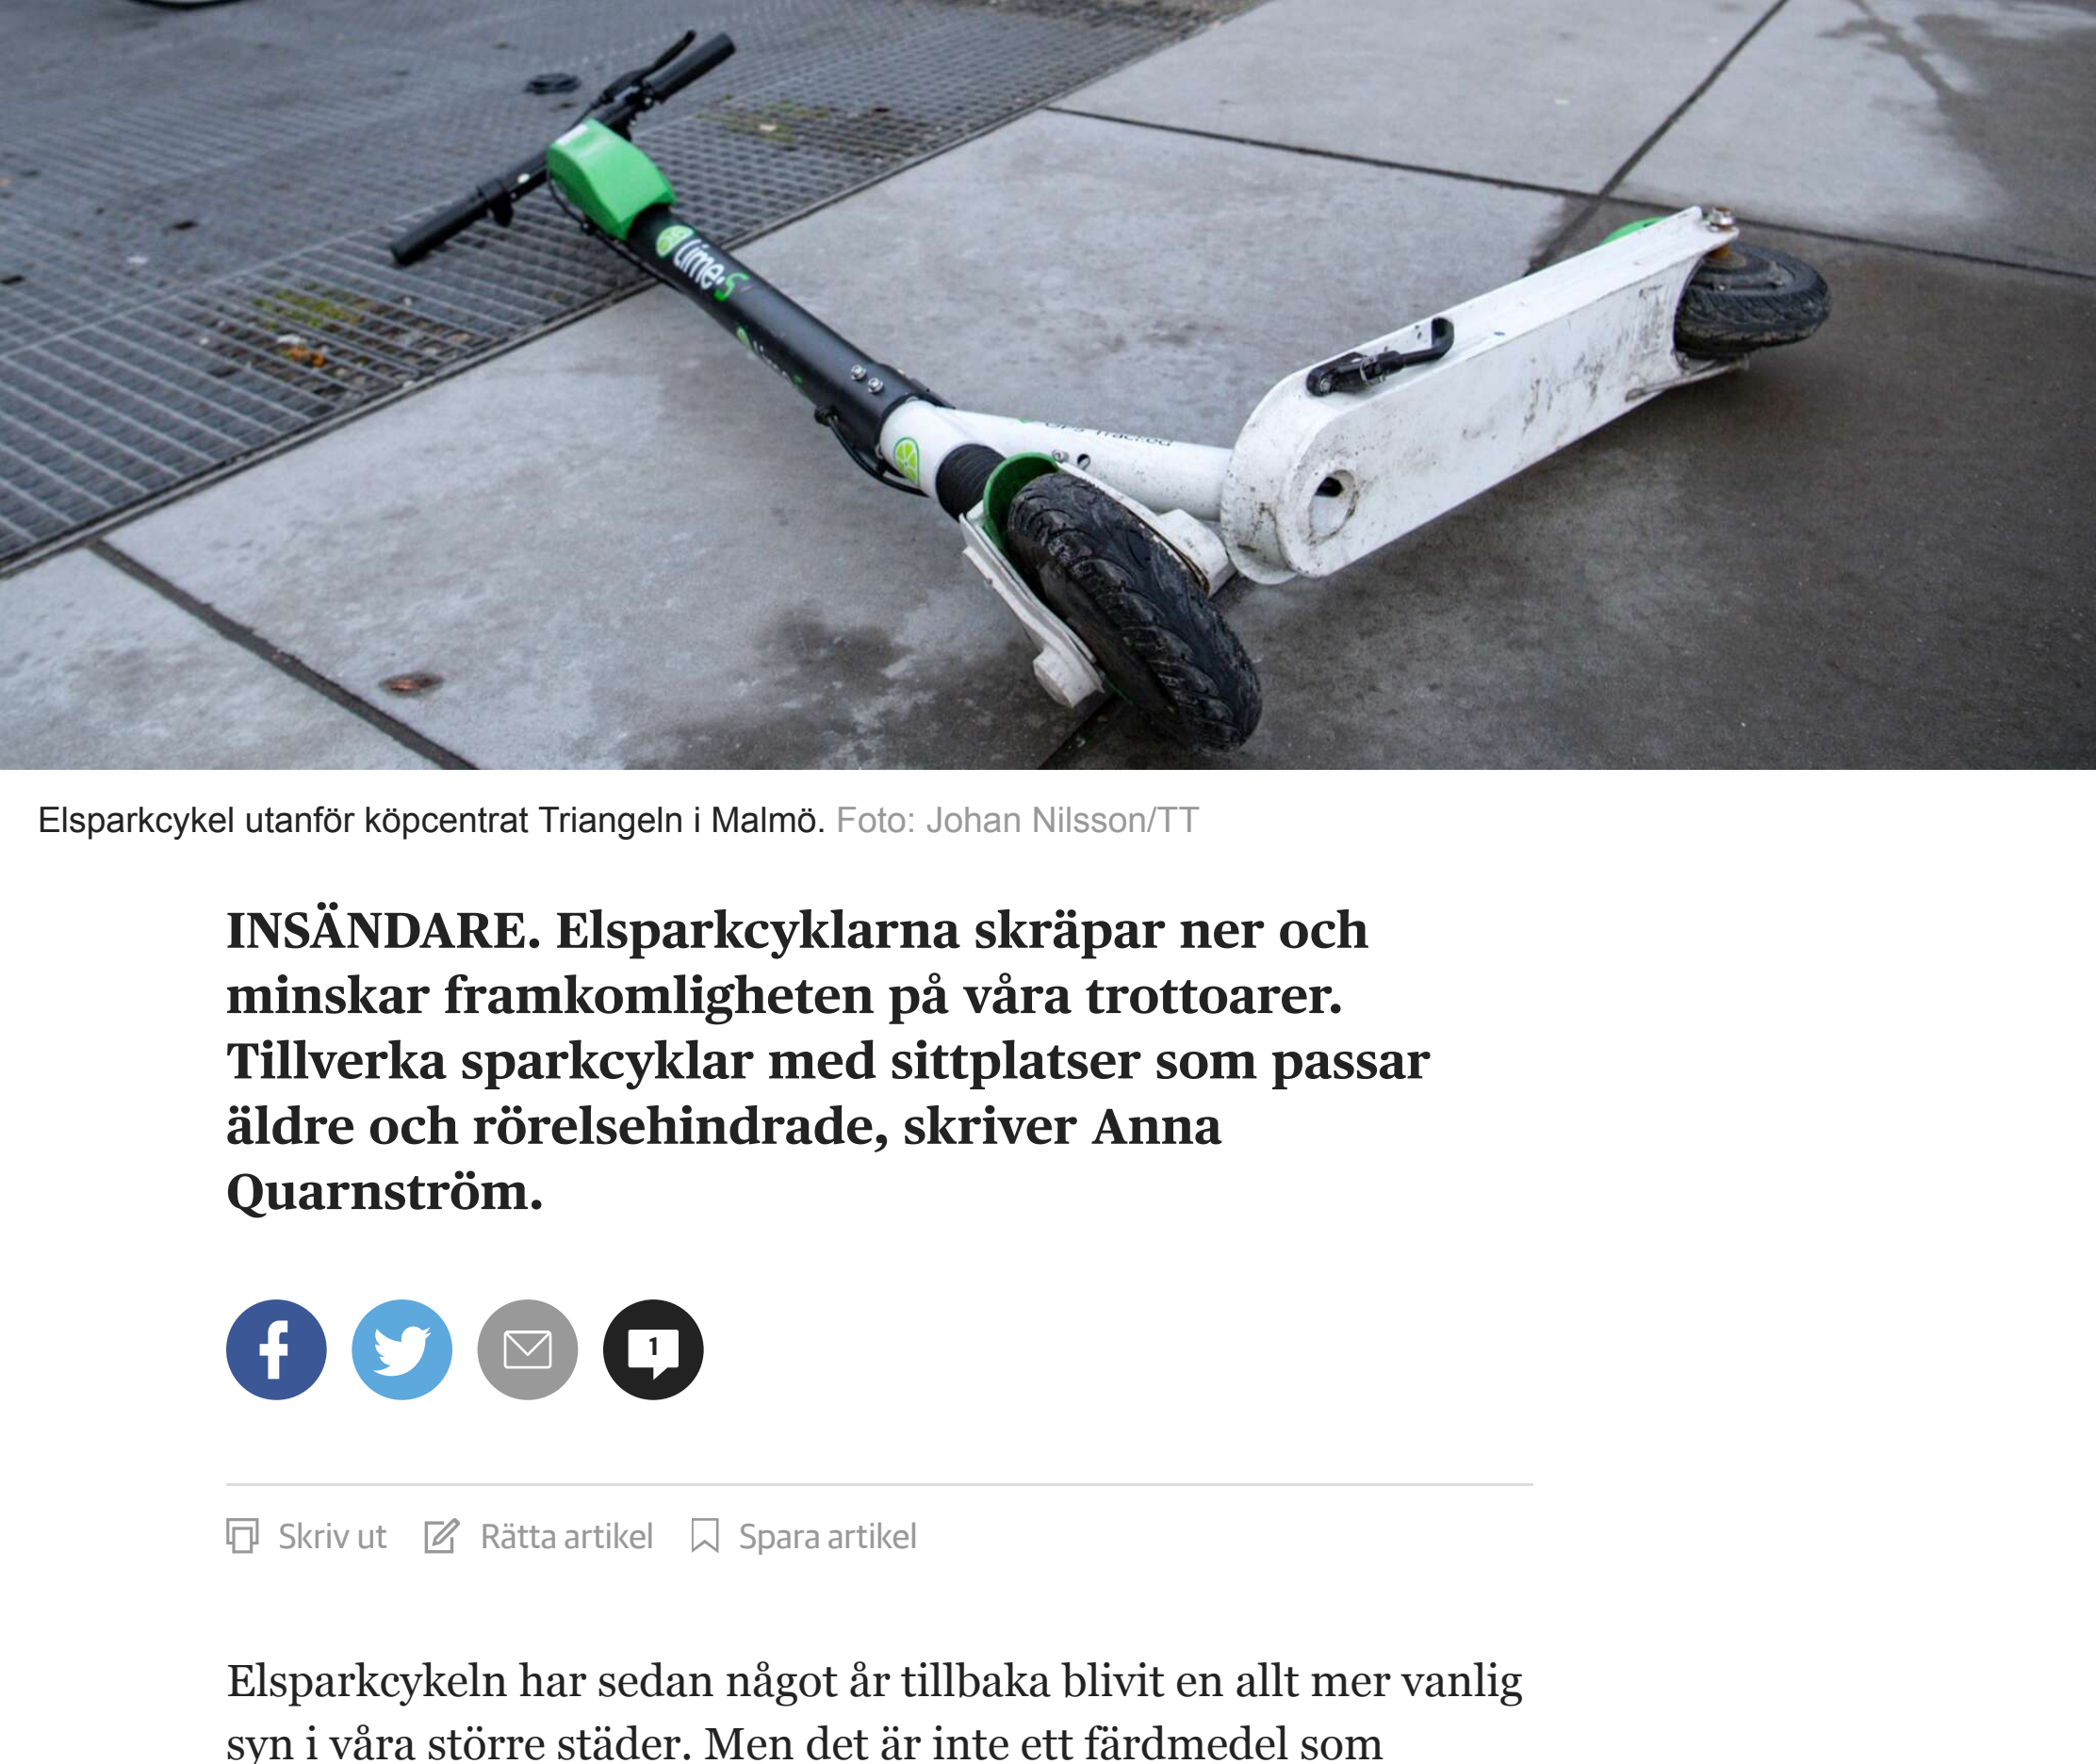 Lime-S
Elsparkcykel utanför köpcentrat Triangeln i Malmö. Foto: Johan Nilsson/TT
INSÄNDARE. Elsparkcyklarna skräpar ner och
minskar framkomligheten på våra trottoarer.
Tillverka sparkcyklar med sittplatser som passar
äldre och rörelsehindrade, skriver Anna
Quarnström.
1
Skriv ut Rätta artikel Spara artikel
Elsparkcykeln har sedan något år tillbaka blivit en allt mer vanlig
syn i våra större städer. Men det är inte ett färdmedel som